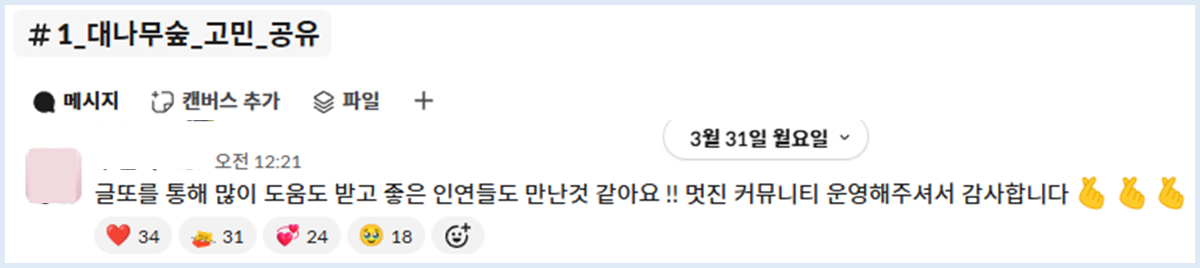 # 1_대나무숲_고민_공유
메시지 캔버스 추가 파일 +
3월 31일 월요일
오전 12:21
글또를 통해 많이 도움도 받고 좋은 인연들도 만난것 같아요 !! 멋진 커뮤니티 운영해주셔서 감사합니다 🫰 🫰 🫰
❤️ 34 31 💞 24 🥹 18